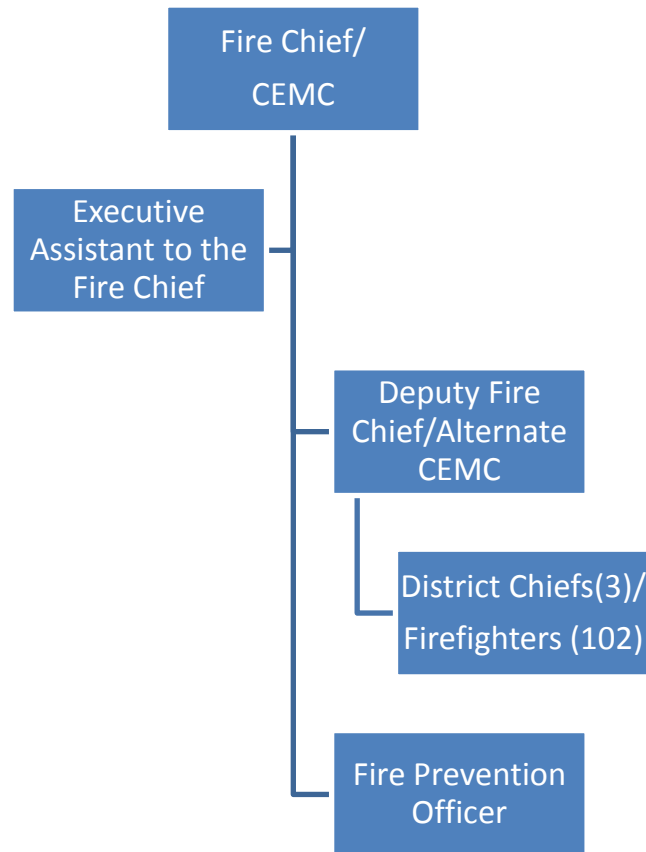 Fire Chief/
CEMC
Executive
Assistant to the
Fire Chief
Deputy Fire
Chief/Alternate
CEMC
District Chiefs(3)/
Firefighters (102)
Fire Prevention
Officer